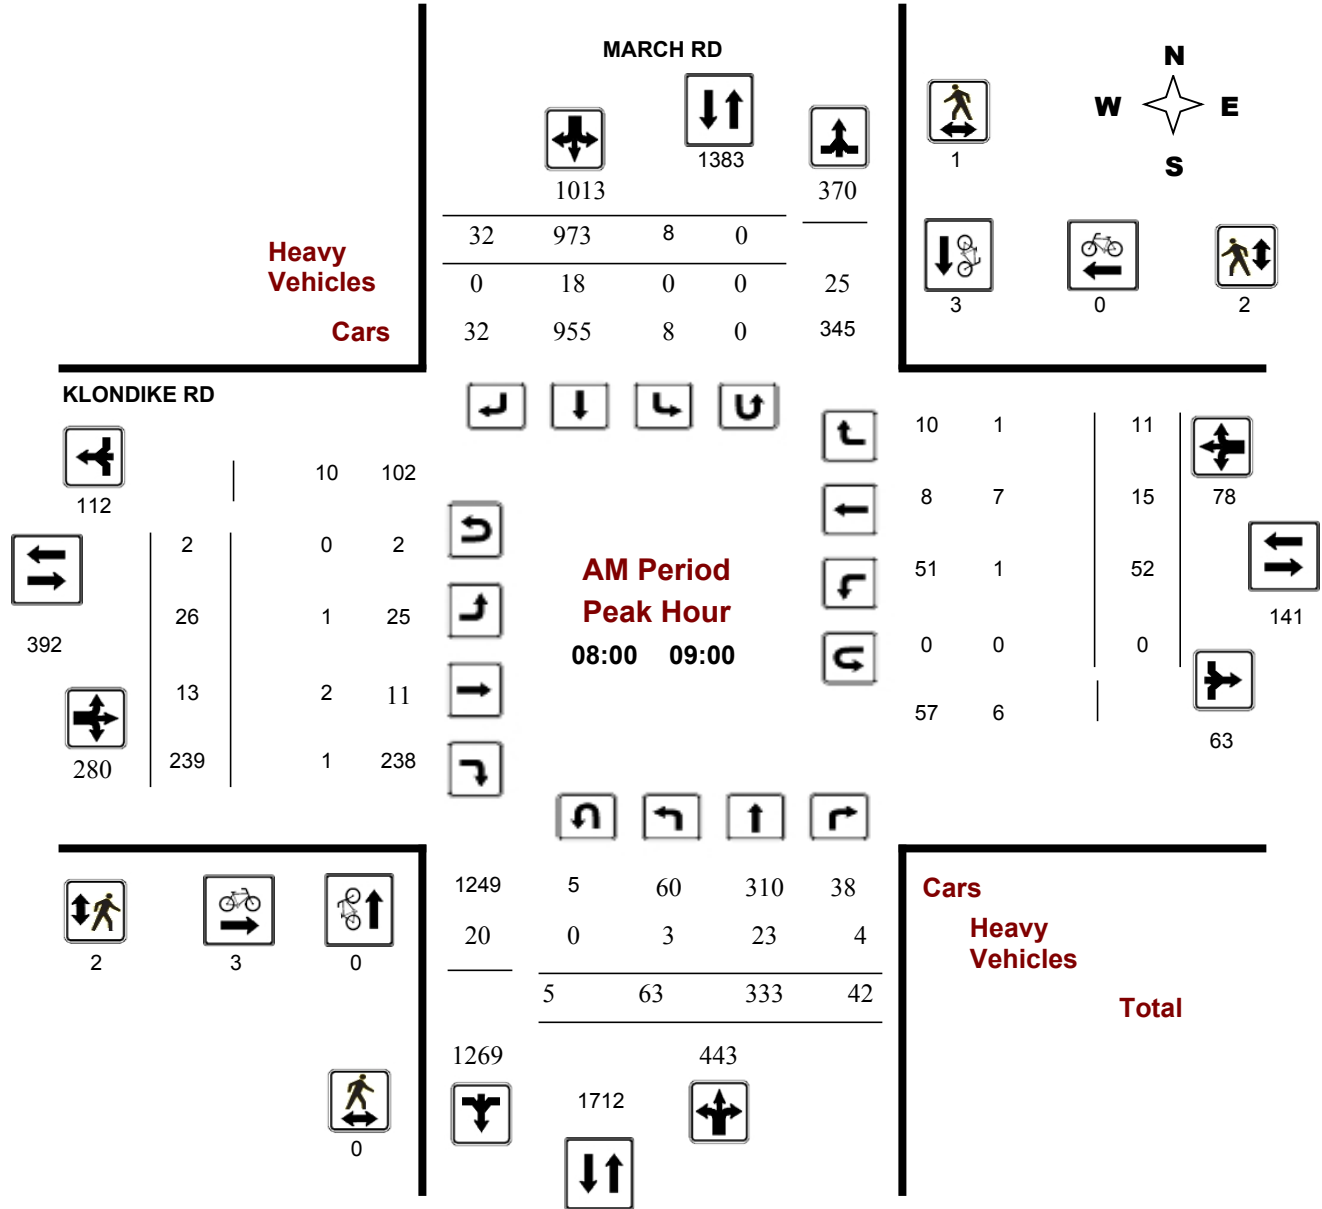 MARCH RD
N
W E
S
1383
1
1013 370
32 973 8 0
Heavy
Vehicles 0 18 0 0 25
3 0 2
Cars 32 955 8 0 345
KLONDIKE RD
10 1 11
10 102
112
8 7 15 78
2 0 2
AM Period
51 1 52
Peak Hour
26 1 25
141
392
08:00 09:00
0 0 0
13 2 11
57 6
63
280 239 1 238
1249 5 60 310 38
Cars
20 0 3 23 4
Heavy
Vehicles
2 3 0
5 63 333 42
Total
1269 443
1712
0